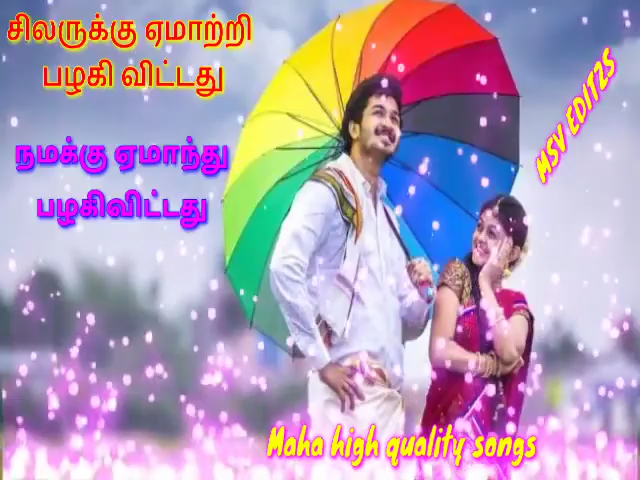 சிலருக்கு ஏமாற்றி
பழகி விட்டது
நமக்கு ஏமாந்து
பழகிவிட்டது
MSV EDITZS
Maha high quality songs